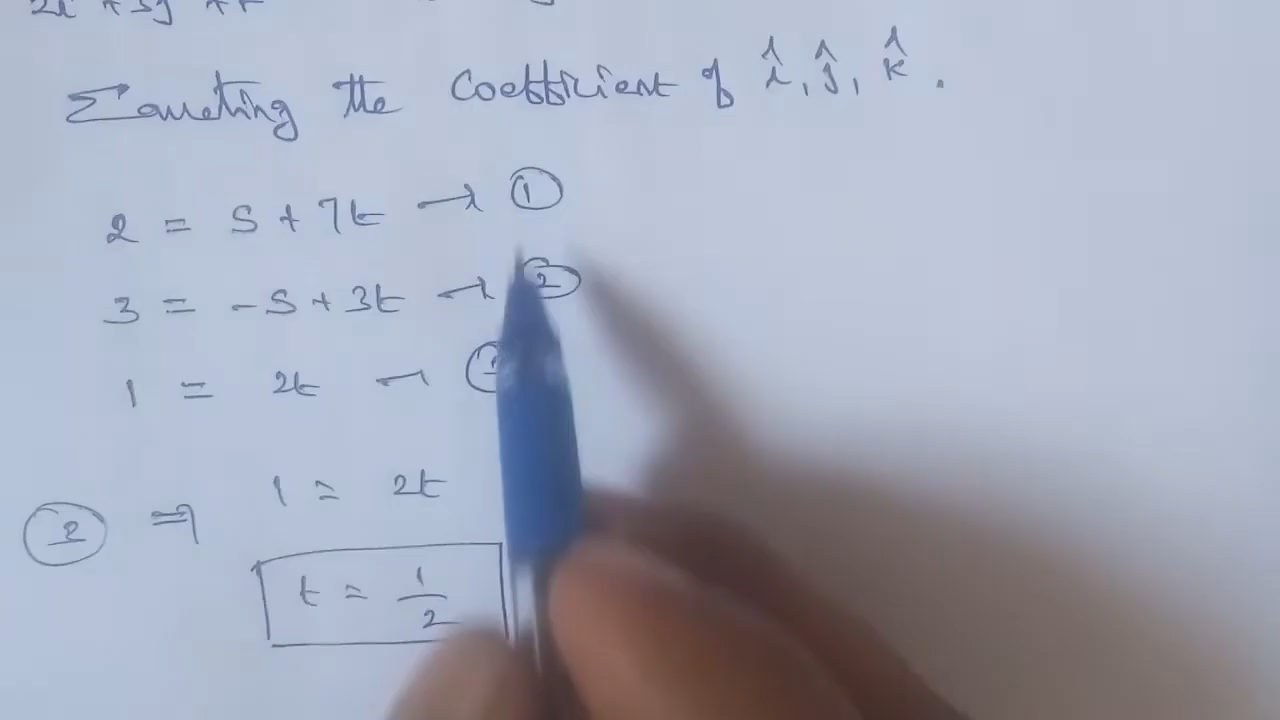 Equating the coefficient of î, ĵ, k̂.
2 = S + 7t → ①
3 = -S + 3t → ②
1 = 2t →
② ⇒ 1 = 2t
t = 1/2